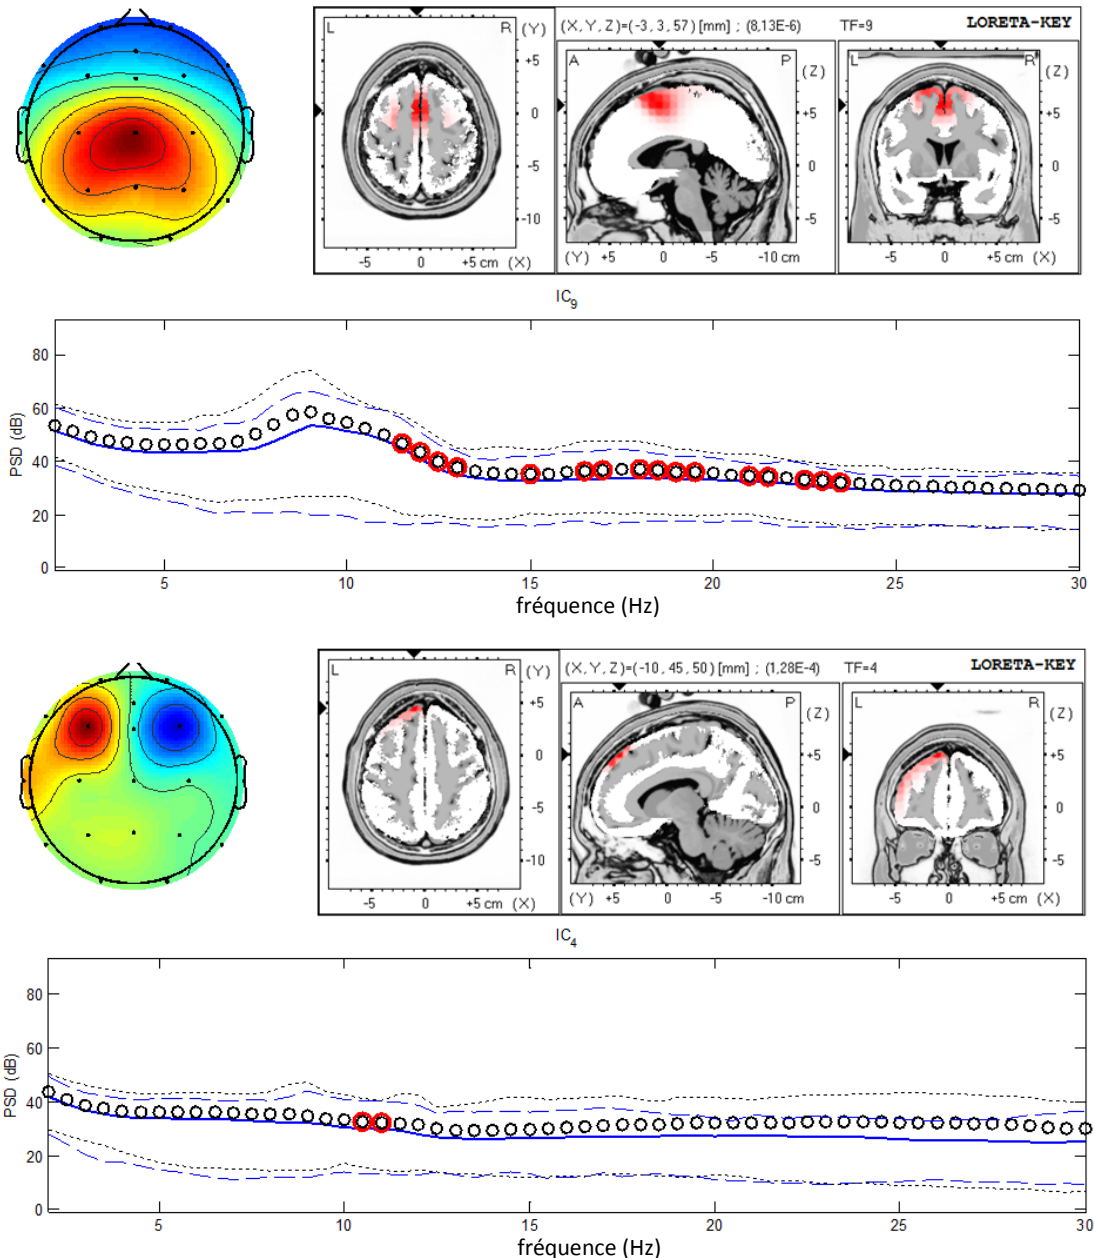 L R (Y) (X, Y, Z)=(-3, 3, 57) [mm] ; (8,13E-6) TF=9 LORETA-KEY
A P (Z) L R (Z)
+5 +5 +5
0 0 0
-5 -5 -5
-10
-5 0 +5 cm (X) (Y) +5 0 -5 -10 cm -5 0 +5 cm (X)
IC9
80
60
40
20
0
PSD (dB)
5 10 15 20 25 30
fréquence (Hz)
L R (Y) (X, Y, Z)=(-10, 45, 50) [mm] ; (1,28E-4) TF=4 LORETA-KEY
A P (Z) L R (Z)
+5 +5 +5
0 0 0
-5 -5 -5
-10
-5 0 +5 cm (X) (Y) +5 0 -5 -10 cm -5 0 +5 cm (X)
IC4
80
60
40
20
0
PSD (dB)
5 10 15 20 25 30
fréquence (Hz)